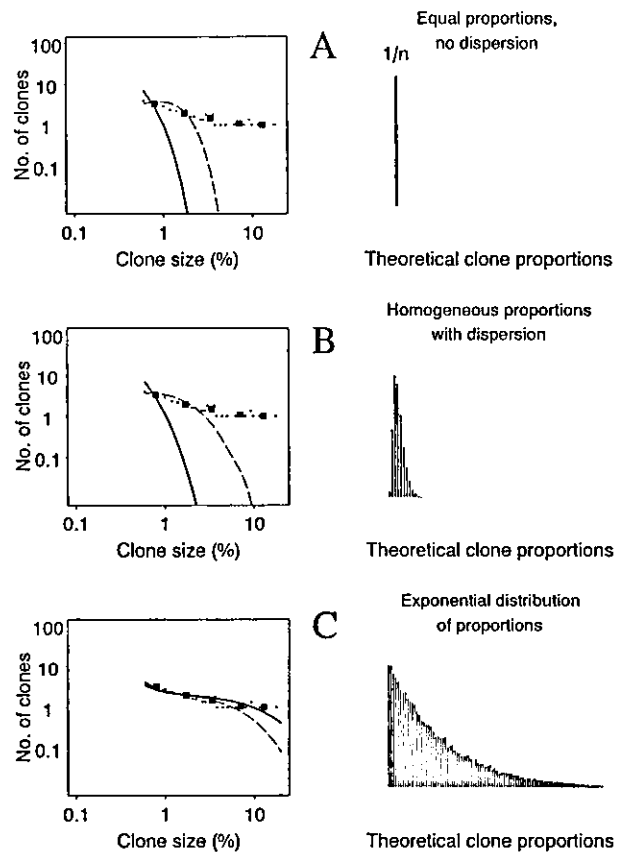 100
10
1
0.1
No. of clones
0.1
1
10
Clone size (%)
A
Equal proportions,
no dispersion
1/n
Theoretical clone proportions
100
10
1
0.1
No. of clones
0.1
1
10
Clone size (%)
B
Homogeneous proportions
with dispersion
Theoretical clone proportions
100
10
1
0.1
No. of clones
0.1
1
10
Clone size (%)
C
Exponential distribution
of proportions
Theoretical clone proportions